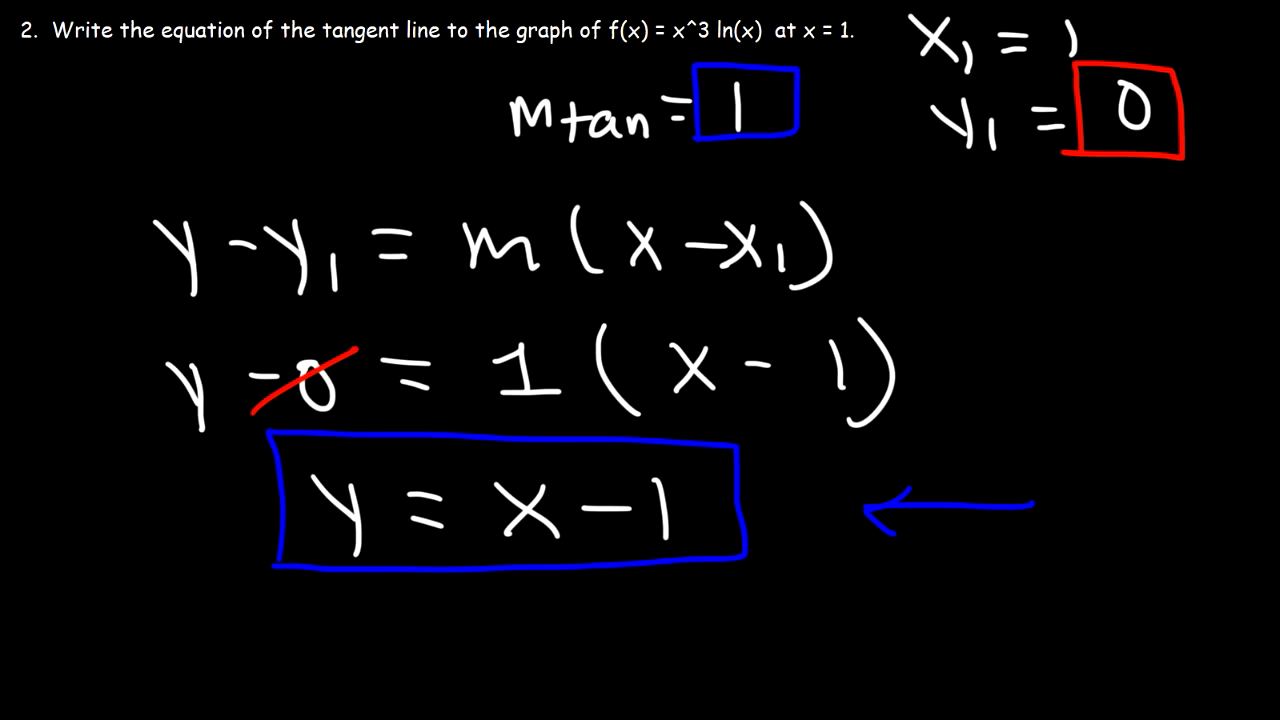 2. Write the equation of the tangent line to the graph of f(x) = x^3 ln(x) at x = 1.
x₁ = 1
mtan = 1
y₁ = 0
y - y₁ = m(x - x₁)
y - 0 = 1(x - 1)
y = x - 1